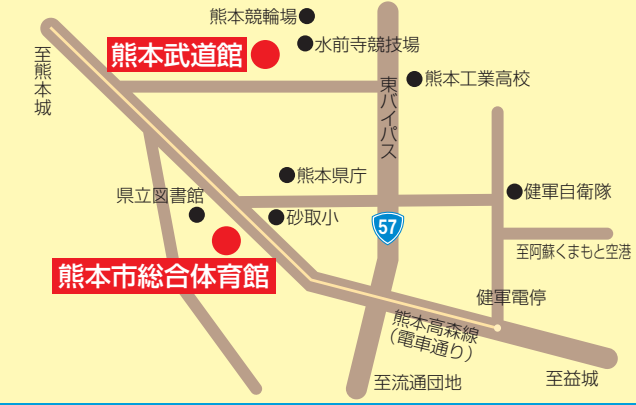 熊本競輪場
水前寺競技場
熊本武道館
至熊本城
熊本工業高校
東バイパス
熊本県庁
県立図書館
健軍自衛隊
砂取小
57
至阿蘇くまもと空港
熊本市総合体育館
健軍電停
熊本高森線
(電車通り)
至流通団地
至益城